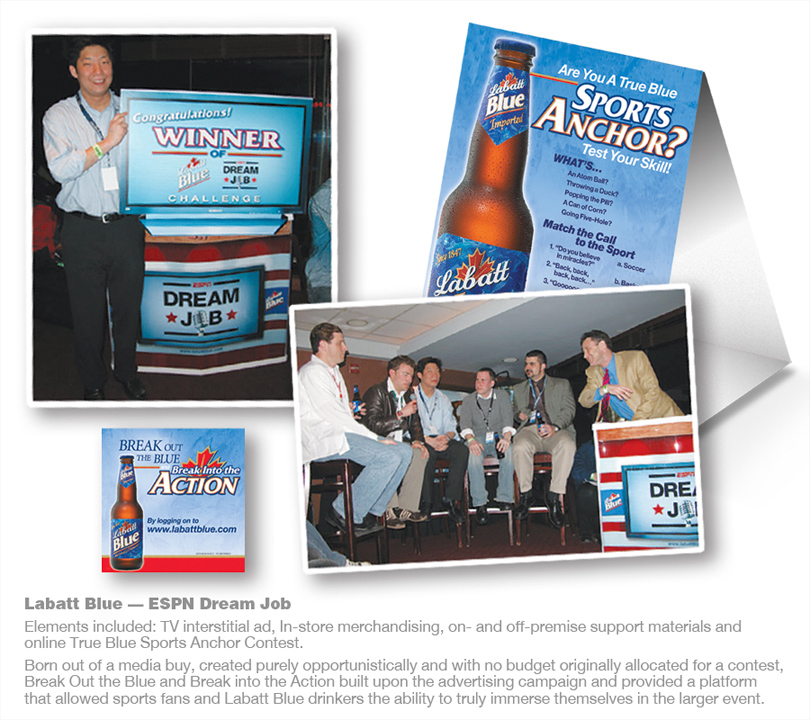 Congratulations!
WINNER
OF
Labatt
Blue
ESPN
DREAM
JOB
CHALLENGE
ESPN
DREAM
JOB
Blue
Labatt
Blue
Imported
Are You A True Blue
SPORTS
ANCHOR?
Test Your Skill!
WHAT'S...
An Atom Ball?
Throwing a Duck?
Popping the Pill?
A Can of Corn?
Going Five-Hole?
Match the Call
to the Sport
1. "Do you believe
in miracles?"
a. Soccer
2. "Back, back,
back, back..."
3. "Gooooo
Since 1847
Labatt
ESPN
DREA
J
Blue
BREAK OUT
THE BLUE
Break Into the
ACTION
By logging on to
www.labattblue.com
Labatt
Blue
Labatt Blue — ESPN Dream Job
Elements included: TV interstitial ad, In-store merchandising, on- and off-premise support materials and
online True Blue Sports Anchor Contest.
Born out of a media buy, created purely opportunistically and with no budget originally allocated for a contest,
Break Out the Blue and Break into the Action built upon the advertising campaign and provided a platform
that allowed sports fans and Labatt Blue drinkers the ability to truly immerse themselves in the larger event.